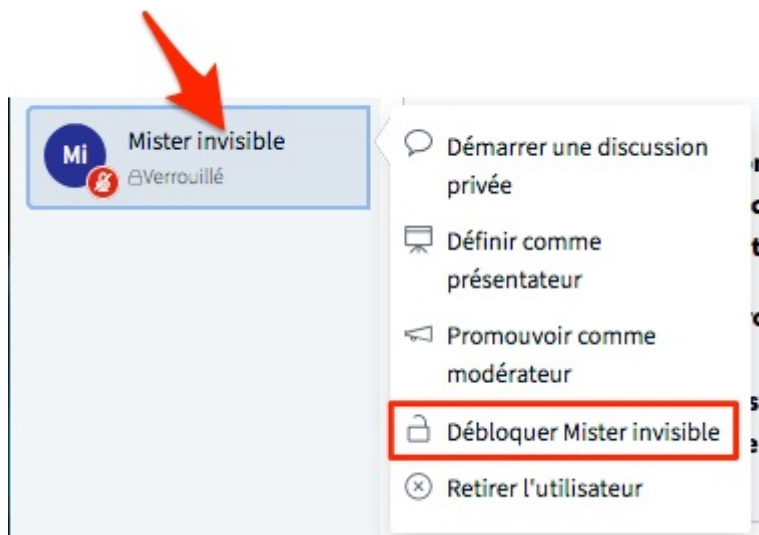 Mi
Mister invisible
Verrouillé
Démarrer une discussion
privée
Définir comme
présentateur
Promouvoir comme
modérateur
Débloquer Mister invisible
Retirer l'utilisateur